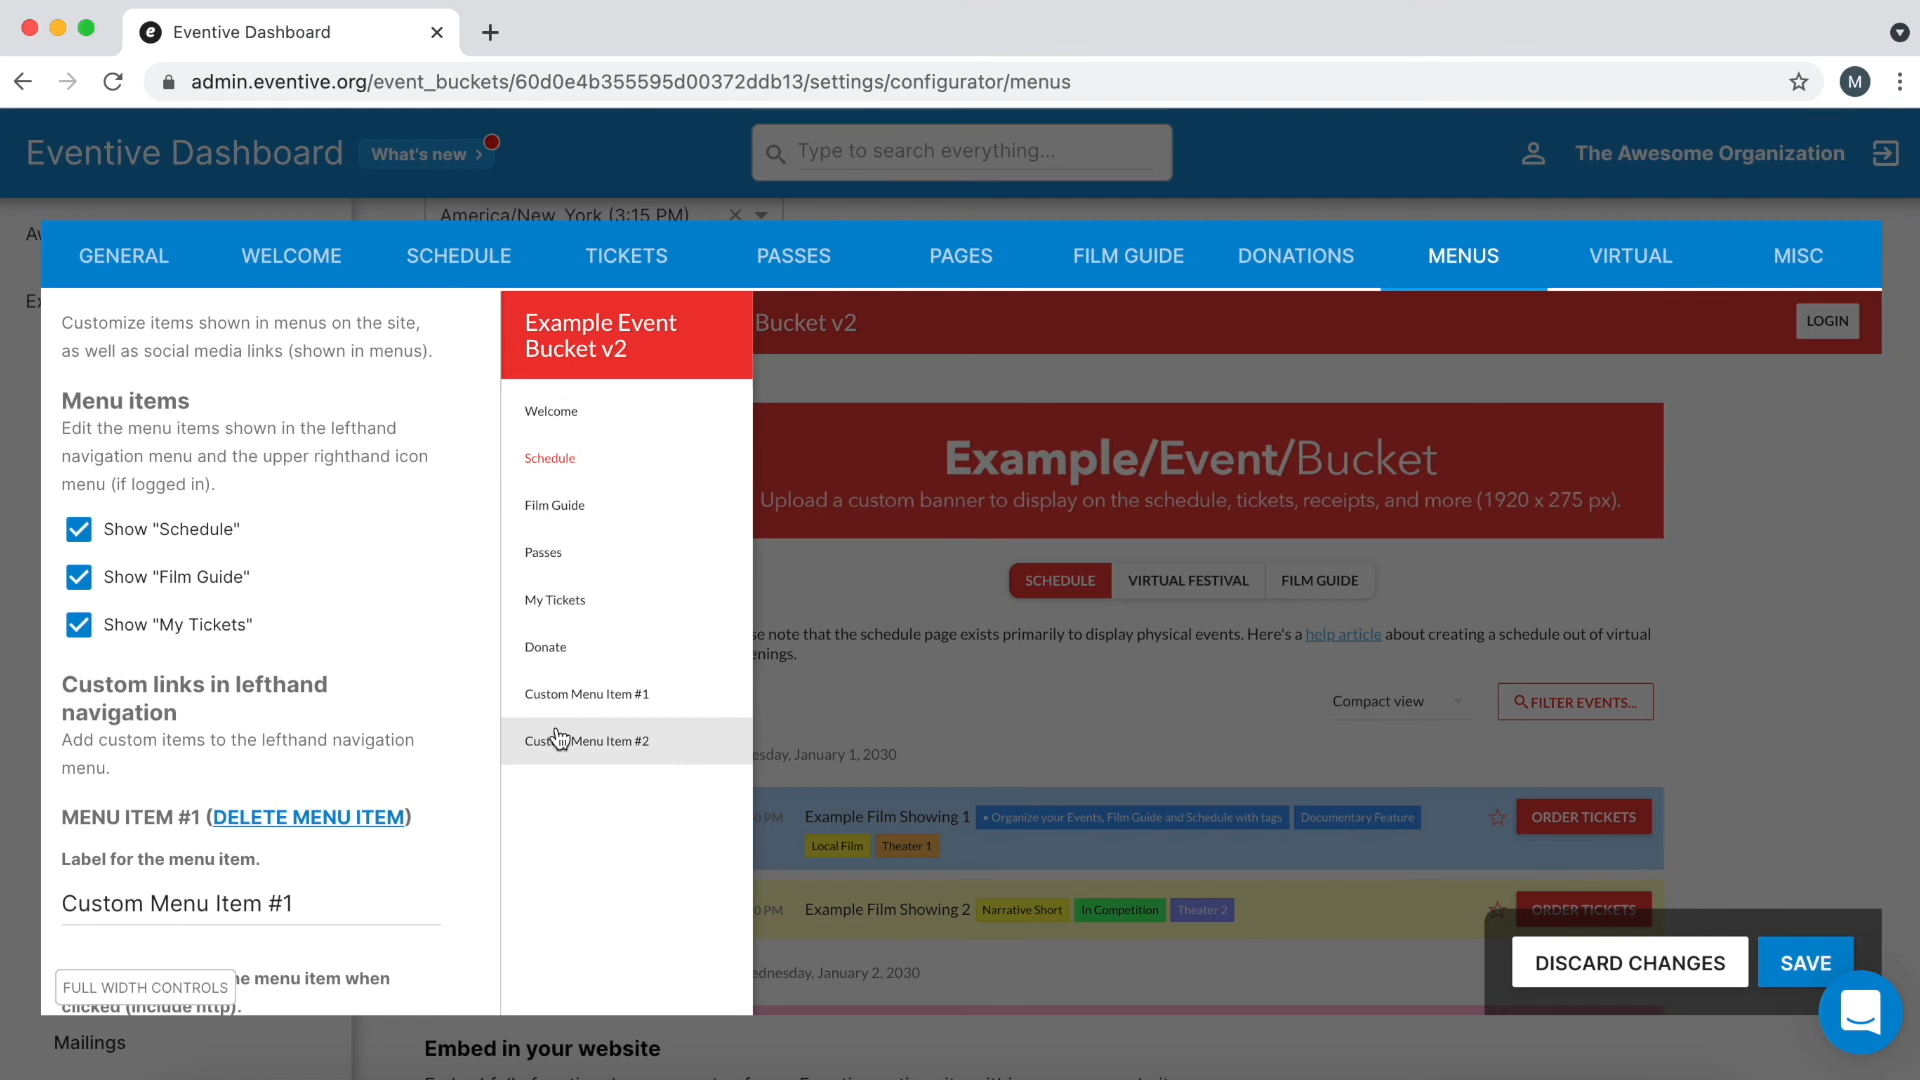 Eventive Dashboard
admin.eventive.org/event_buckets/60d0e4b355595d00372ddb13/settings/configurator/menus
M
Eventive Dashboard
What's new
Type to search everything...
The Awesome Organization
America/New_York (3:15 PM)
GENERAL
WELCOME
SCHEDULE
TICKETS
PASSES
PAGES
FILM GUIDE
DONATIONS
MENUS
VIRTUAL
MISC
Customize items shown in menus on the site,
as well as social media links (shown in menus).
Menu items
Edit the menu items shown in the lefthand
navigation menu and the upper righthand icon
menu (if logged in).
Show "Schedule"
Show "Film Guide"
Show "My Tickets"
Custom links in lefthand
navigation
Add custom items to the lefthand navigation
menu.
MENU ITEM #1 (DELETE MENU ITEM)
Label for the menu item.
Custom Menu Item #1
menu item when
clicked (include http).
FULL WIDTH CONTROLS
Mailings
Example Event
Bucket v2
Welcome
Schedule
Film Guide
Passes
My Tickets
Donate
Custom Menu Item #1
Menu Item #2
Bucket v2
LOGIN
Example/Event/Bucket
Upload a custom banner to display on the schedule, tickets, receipts, and more (1920 x 275 px).
SCHEDULE
VIRTUAL FESTIVAL
FILM GUIDE
note that the schedule page exists primarily to display physical events. Here's a help article about creating a schedule out of virtual
Compact view
FILTER EVENTS...
January 1, 2030
PM
Example Film Showing 1
• Organize your Events, Film Guide and Schedule with tags
Documentary Feature
Local Film
Theater 1
ORDER TICKETS
PM
Example Film Showing 2
Narrative Short
In Competition
Theater 2
ORDER TICKETS
January 2, 2030
DISCARD CHANGES
SAVE
Embed in your website